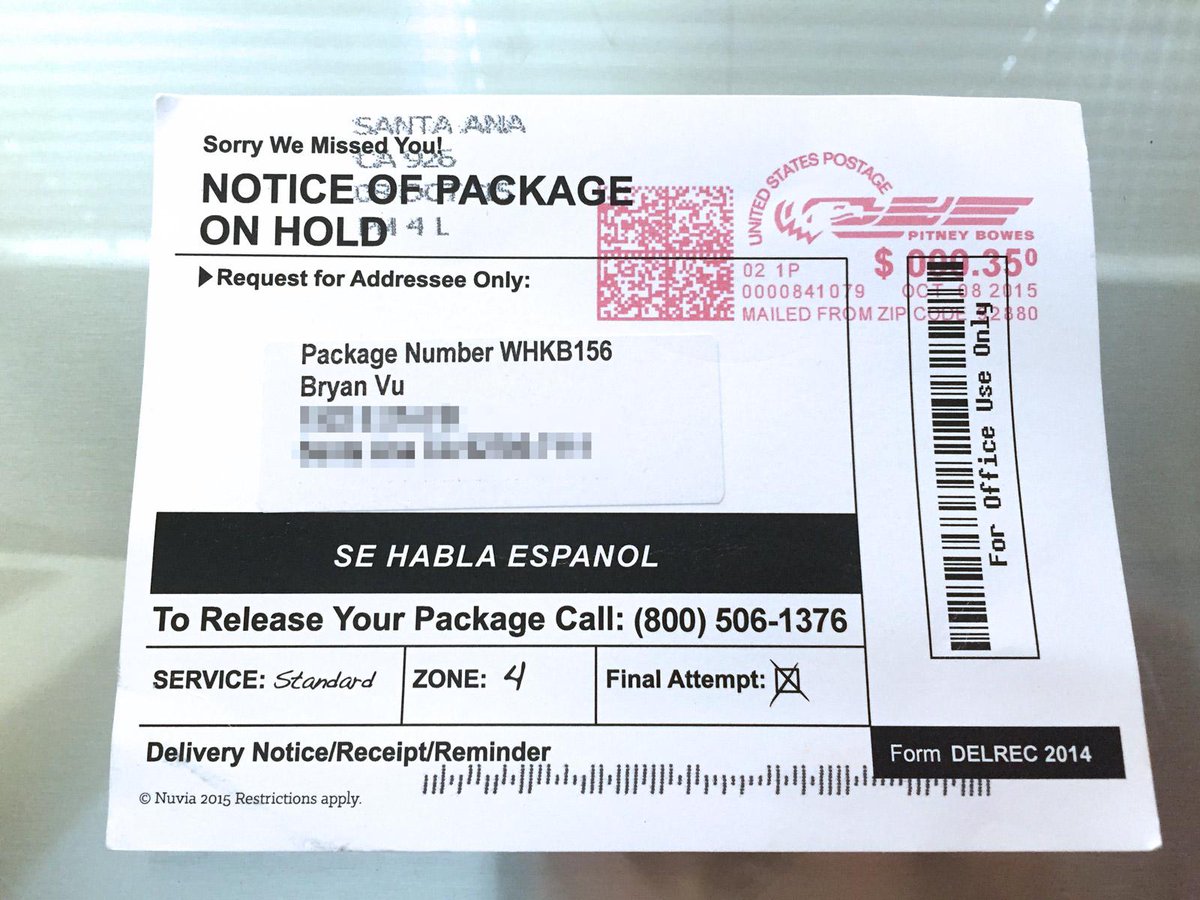 SANTA ANA
Sorry We Missed You!
CA 926
NOTICE OF PACKAGE
ON HOLD
PM 4 L
UNITED STATES POSTAGE
PITNEY BOWES
$ 000.35⁰
02 1P
0000841079 OCT 08 2015
MAILED FROM ZIP CODE 92880
Request for Addressee Only:
Package Number WHKB156
Bryan Vu
For Office Use Only
SE HABLA ESPANOL
To Release Your Package Call: (800) 506-1376
SERVICE: Standard
ZONE: 4
Final Attempt:
Delivery Notice/Receipt/Reminder
Form DELREC 2014
© Nuvia 2015 Restrictions apply.